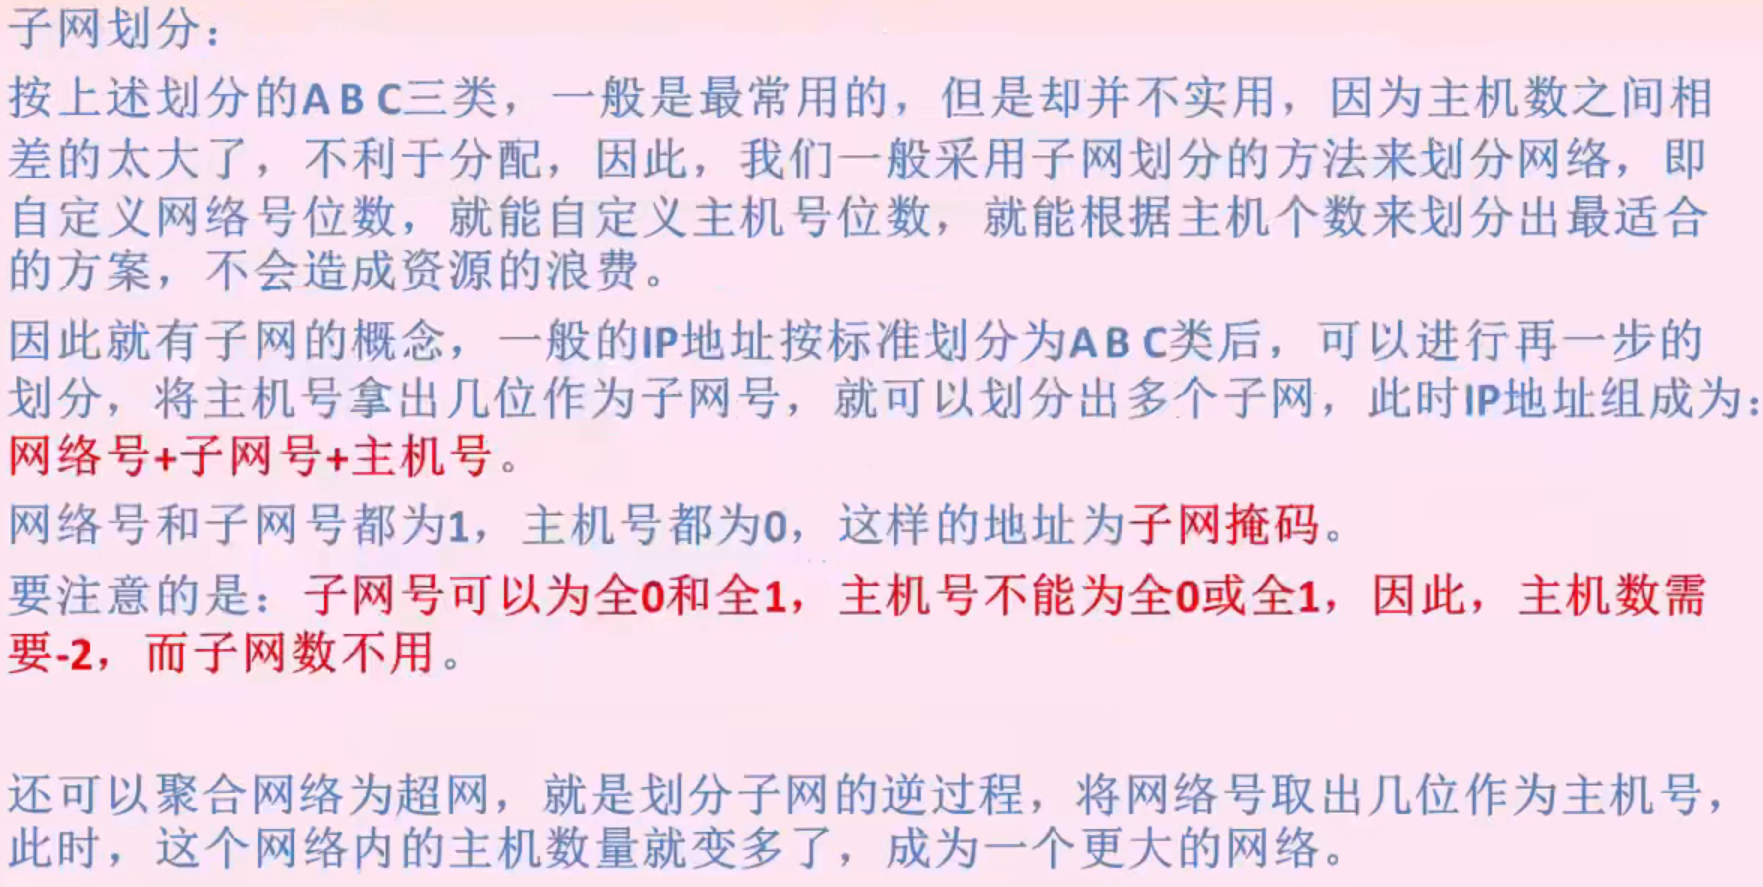 子网划分：
按上述划分的A B C三类，一般是最常用的，但是却并不实用，因为主机数之间相
差的太大了，不利于分配，因此，我们一般采用子网划分的方法来划分网络，即
自定义网络号位数，就能自定义主机号位数，就能根据主机个数来划分出最适合
的方案，不会造成资源的浪费。
因此就有子网的概念，一般的IP地址按标准划分为A B C类后，可以进行再一步的
划分，将主机号拿出几位作为子网号，就可以划分出多个子网，此时IP地址组成为：
网络号+子网号+主机号。
网络号和子网号都为1，主机号都为0，这样的地址为子网掩码。
要注意的是：子网号可以为全0和全1，主机号不能为全0或全1，因此，主机数需
要-2，而子网数不用。
还可以聚合网络为超网，就是划分子网的逆过程，将网络号取出几位作为主机号，
此时，这个网络内的主机数量就变多了，成为一个更大的网络。